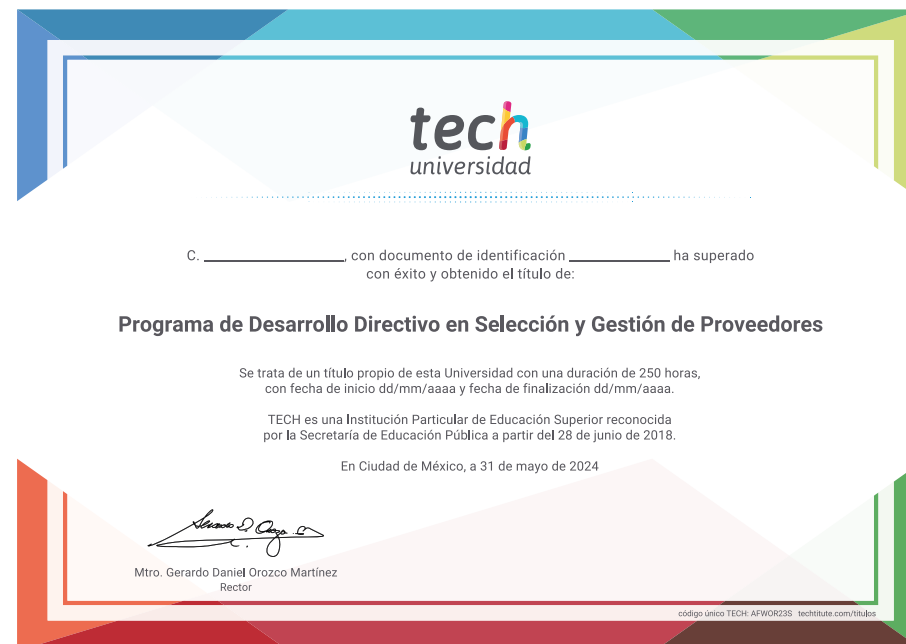 tech
universidad
C. ____________, con documento de identificación ____________ ha superado
con éxito y obtenido el título de:
Programa de Desarrollo Directivo en Selección y Gestión de Proveedores
Se trata de un título propio de esta Universidad con una duración de 250 horas,
con fecha de inicio dd/mm/aaaa y fecha de finalización dd/mm/aaaa.
TECH es una Institución Particular de Educación Superior reconocida
por la Secretaría de Educación Pública a partir del 28 de junio de 2018.
En Ciudad de México, a 31 de mayo de 2024
Mtro. Gerardo Daniel Orozco Martínez
Rector
código único TECH: AFWOR23S techtitute.com/titulos